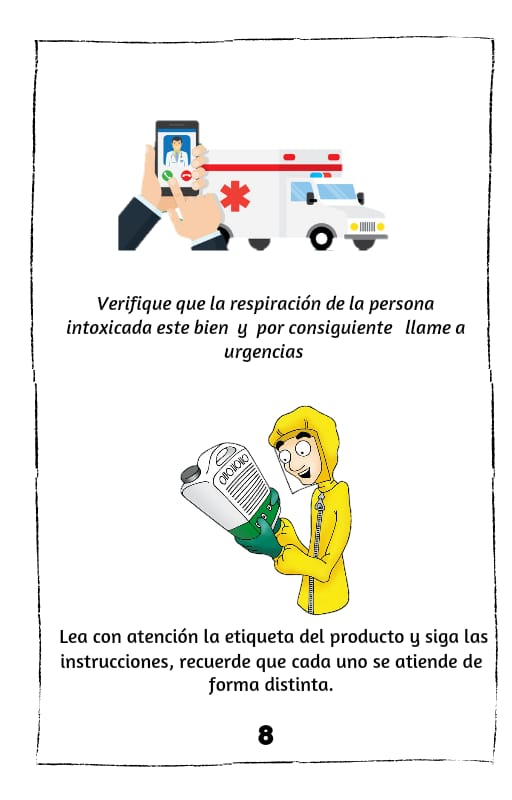 Verifique que la respiración de la persona
intoxicada este bien y por consiguiente llame a
urgencias
Lea con atención la etiqueta del producto y siga las
instrucciones, recuerde que cada uno se atiende de
forma distinta.
8